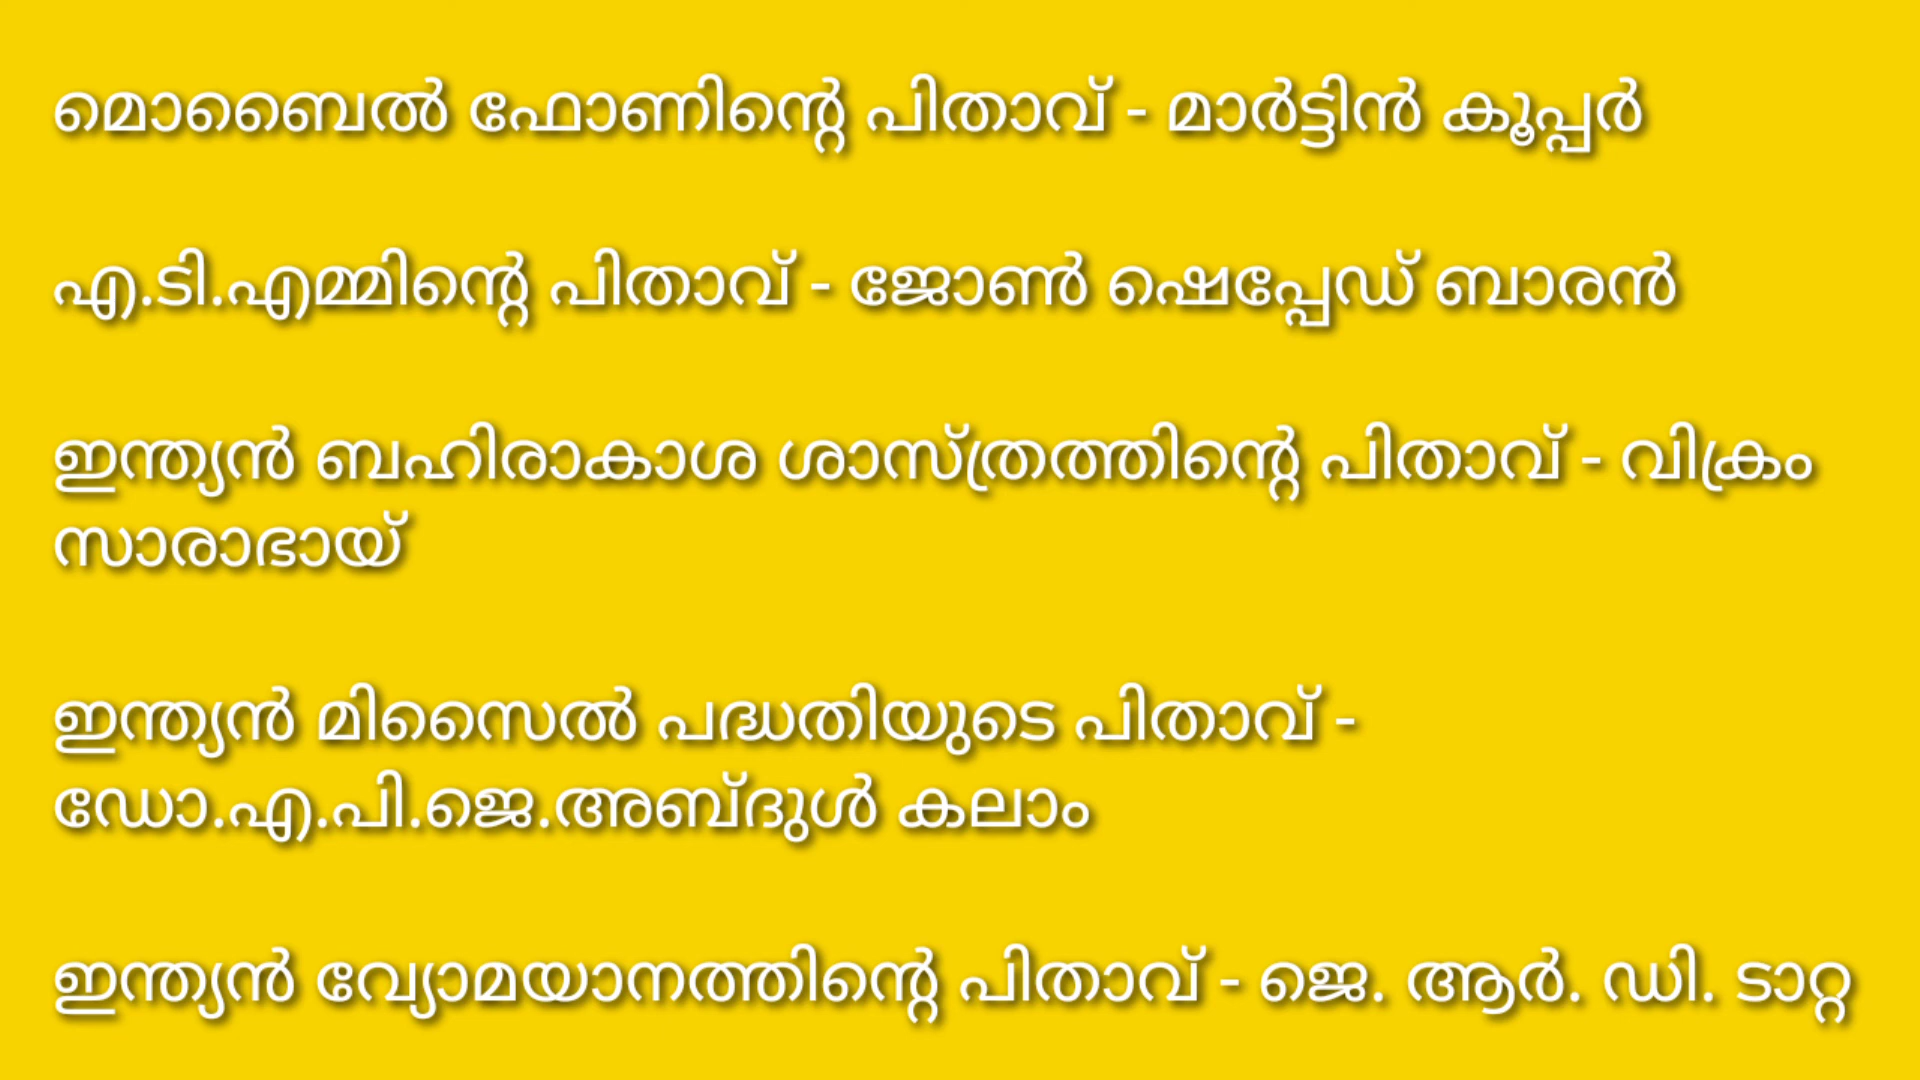 മൊബൈൽ ഫോണിന്റെ പിതാവ് - മാർട്ടിൻ കൂപ്പർ
എ.ടി.എമ്മിന്റെ പിതാവ് - ജോൺ ഷെപ്പേഡ് ബാരൻ
ഇന്ത്യൻ ബഹിരാകാശ ശാസ്ത്രത്തിന്റെ പിതാവ് - വിക്രം
സാരാഭായ്
ഇന്ത്യൻ മിസൈൽ പദ്ധതിയുടെ പിതാവ് -
ഡോ.എ.പി.ജെ.അബ്ദുൾ കലാം
ഇന്ത്യൻ വ്യോമയാനത്തിന്റെ പിതാവ് - ജെ. ആർ. ഡി. ടാറ്റ